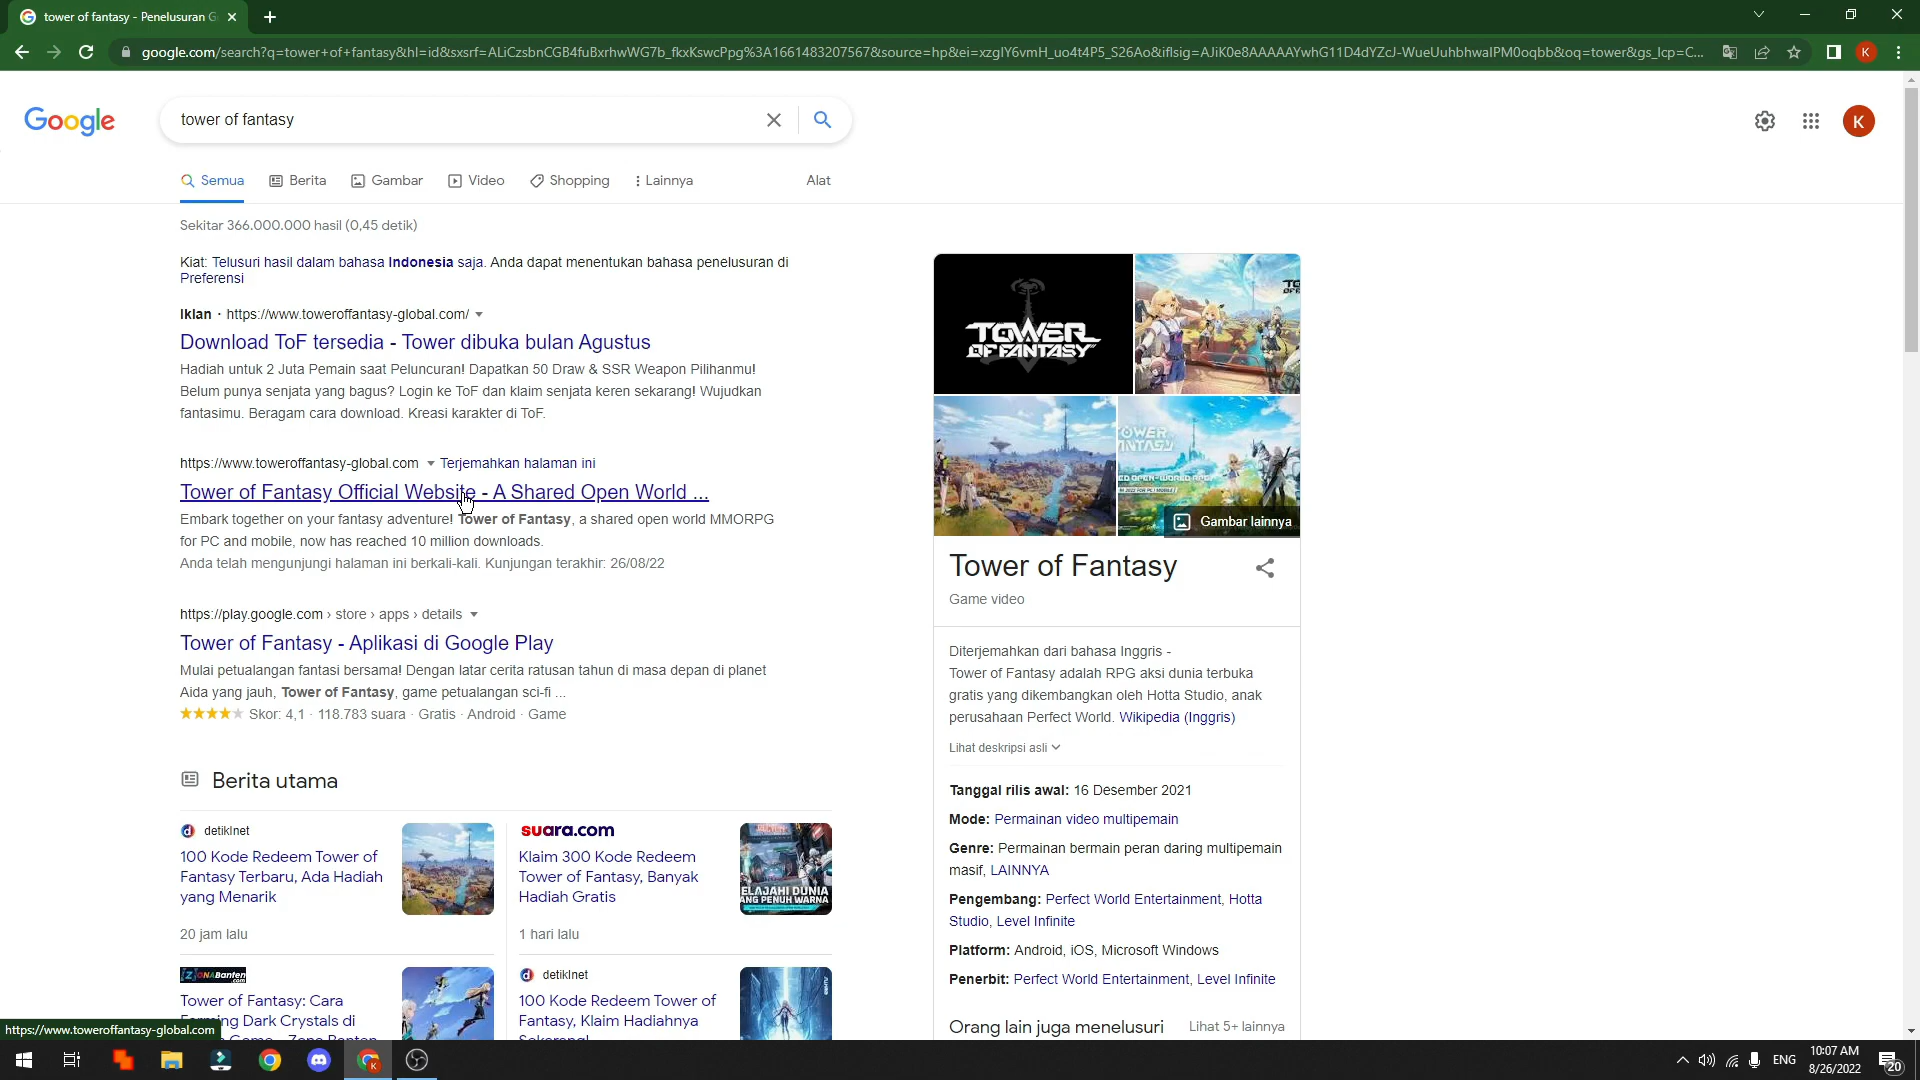 tower of fantasy - Penelusuran G
google.com/search?q=tower+of+fantasy&hl=id&sxsrf=ALiCzsbnCGB4fuBxrhwWG7b_fkxKswcPpg%3A1661483207567&source=hp&ei=xzgIY6vmH_uo4t4P5_S26Ao&iflsig=AJiK0e8AAAAAYwhG11D4dYZcJ-WueUuhbhwaIPM0oqbb&oq=tower&gs_lcp=C...
K
Google
tower of fantasy
K
Semua
Berita
Gambar
Video
Shopping
Lainnya
Alat
Sekitar 366.000.000 hasil (0,45 detik)
Kiat: Telusuri hasil dalam bahasa Indonesia saja. Anda dapat menentukan bahasa penelusuran di
Preferensi
Iklan · https://www.toweroffantasy-global.com/
Download ToF tersedia - Tower dibuka bulan Agustus
Hadiah untuk 2 Juta Pemain saat Peluncuran! Dapatkan 50 Draw & SSR Weapon Pilihanmu!
Belum punya senjata yang bagus? Login ke ToF dan klaim senjata keren sekarang! Wujudkan
fantasimu. Beragam cara download. Kreasi karakter di ToF.
https://www.toweroffantasy-global.com Terjemahkan halaman ini
Tower of Fantasy Official Website - A Shared Open World ...
Embark together on your fantasy adventure! Tower of Fantasy, a shared open world MMORPG
for PC and mobile, now has reached 10 million downloads.
Anda telah mengunjungi halaman ini berkali-kali. Kunjungan terakhir: 26/08/22
https://play.google.com › store › apps › details
Tower of Fantasy - Aplikasi di Google Play
Mulai petualangan fantasi bersama! Dengan latar cerita ratusan tahun di masa depan di planet
Aida yang jauh, Tower of Fantasy, game petualangan sci-fi ...
Skor: 4,1 · 118.783 suara · Gratis · Android · Game
Berita utama
detikInet
100 Kode Redeem Tower of
Fantasy Terbaru, Ada Hadiah
yang Menarik
20 jam lalu
suara.com
Klaim 300 Kode Redeem
Tower of Fantasy, Banyak
Hadiah Gratis
ELAJAHI DUNIA
ANG PENUH WARNA
1 hari lalu
ZONABanten
.com
Tower of Fantasy: Cara
Farming Dark Crystals di
detikInet
100 Kode Redeem Tower of
Fantasy, Klaim Hadiahnya
Sekarang!
TOWER
OF FANTASY
Gambar lainnya
Tower of Fantasy
Game video
Diterjemahkan dari bahasa Inggris -
Tower of Fantasy adalah RPG aksi dunia terbuka
gratis yang dikembangkan oleh Hotta Studio, anak
perusahaan Perfect World. Wikipedia (Inggris)
Lihat deskripsi asli
Tanggal rilis awal: 16 Desember 2021
Mode: Permainan video multipemain
Genre: Permainan bermain peran daring multipemain
masif, LAINNYA
Pengembang: Perfect World Entertainment, Hotta
Studio, Level Infinite
Platform: Android, iOS, Microsoft Windows
Penerbit: Perfect World Entertainment, Level Infinite
Orang lain juga menelusuri
Lihat 5+ lainnya
https://www.toweroffantasy-global.com
ENG
10:07 AM
8/26/2022
20